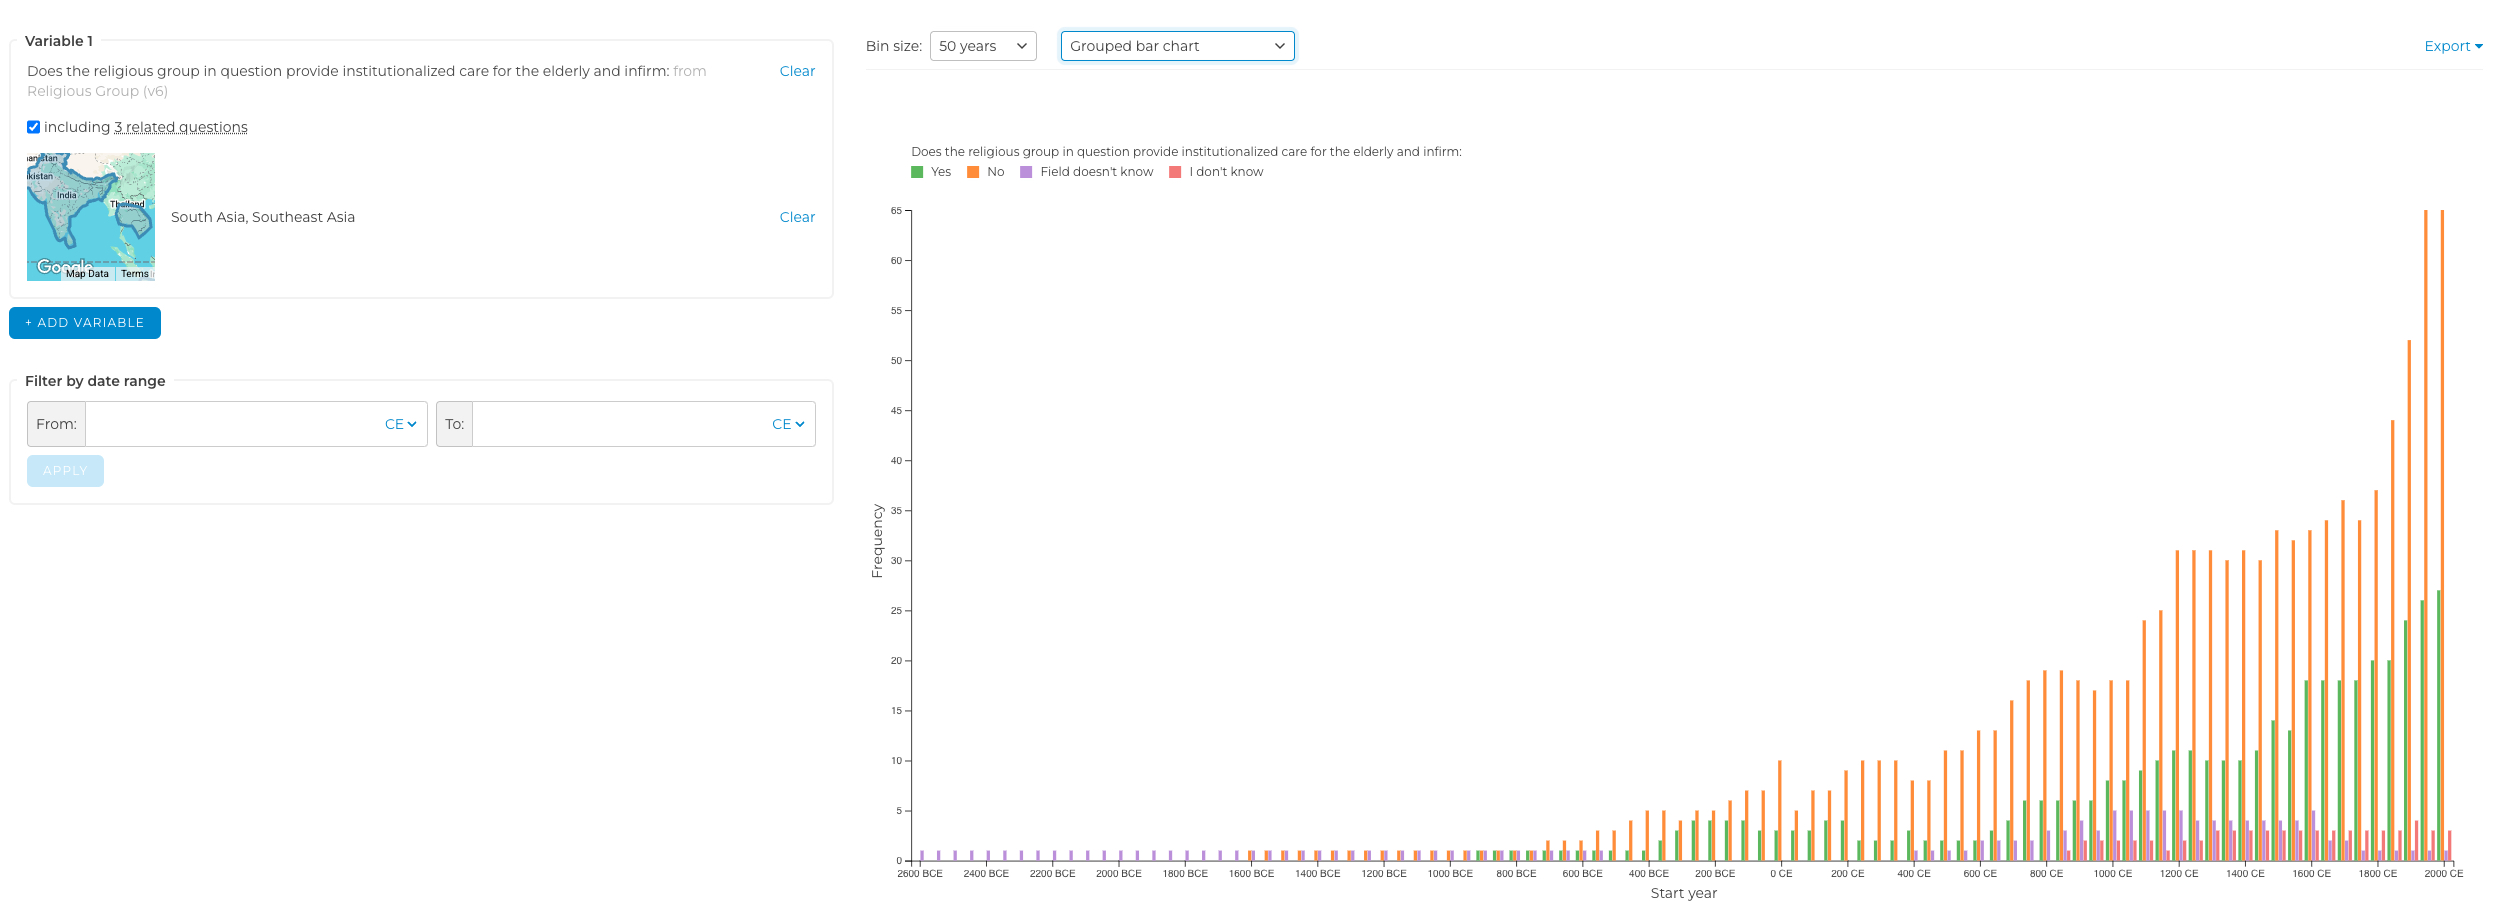 Variable 1
Does the religious group in question provide institutionalized care for the elderly and infirm: from
Religious Group (v6)
Clear
including 3 related questions
anistan
kistan
India
Thailand
Google
Map Data
Terms
South Asia, Southeast Asia
Clear
+ ADD VARIABLE
Filter by date range
From:
CE
To:
CE
APPLY
Bin size:
50 years
Grouped bar chart
Export
Does the religious group in question provide institutionalized care for the elderly and infirm:
Yes
No
Field doesn't know
I don't know
65
60
55
50
45
40
35
30
25
20
15
10
5
0
Frequency
2600 BCE
2400 BCE
2200 BCE
2000 BCE
1800 BCE
1600 BCE
1400 BCE
1200 BCE
1000 BCE
800 BCE
600 BCE
400 BCE
200 BCE
0 CE
200 CE
400 CE
600 CE
800 CE
1000 CE
1200 CE
1400 CE
1600 CE
1800 CE
2000 CE
Start year